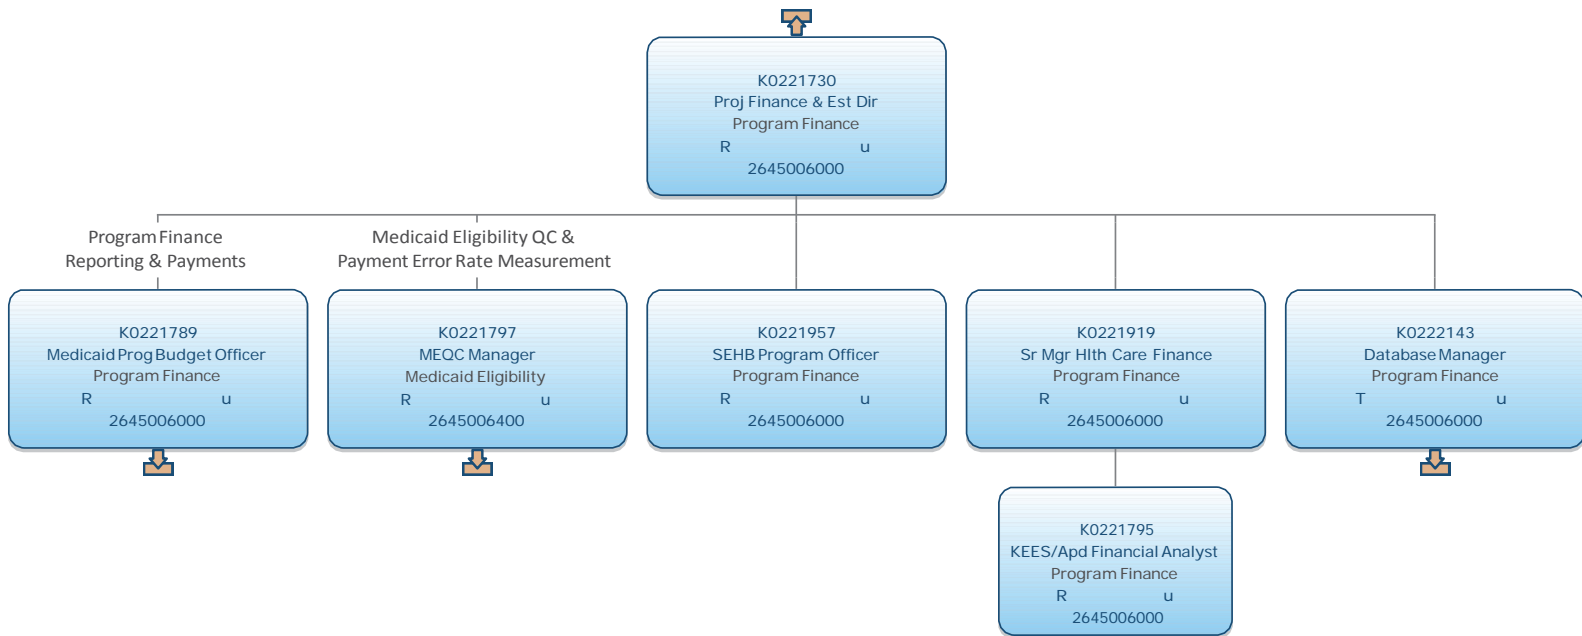 K0221730
Proj Finance & Est Dir
Program Finance
R u
2645006000
Program Finance
Reporting & Payments
Medicaid Eligibility QC &
Payment Error Rate Measurement
K0221789
Medicaid Prog Budget Officer
Program Finance
R u
2645006000
K0221797
MEQC Manager
Medicaid Eligibility
R u
2645006400
K0221957
SEHB Program Officer
Program Finance
R u
2645006000
K0221919
Sr Mgr Hlth Care Finance
Program Finance
R u
2645006000
K0222143
Database Manager
Program Finance
T u
2645006000
K0221795
KEES/Apd Financial Analyst
Program Finance
R u
2645006000